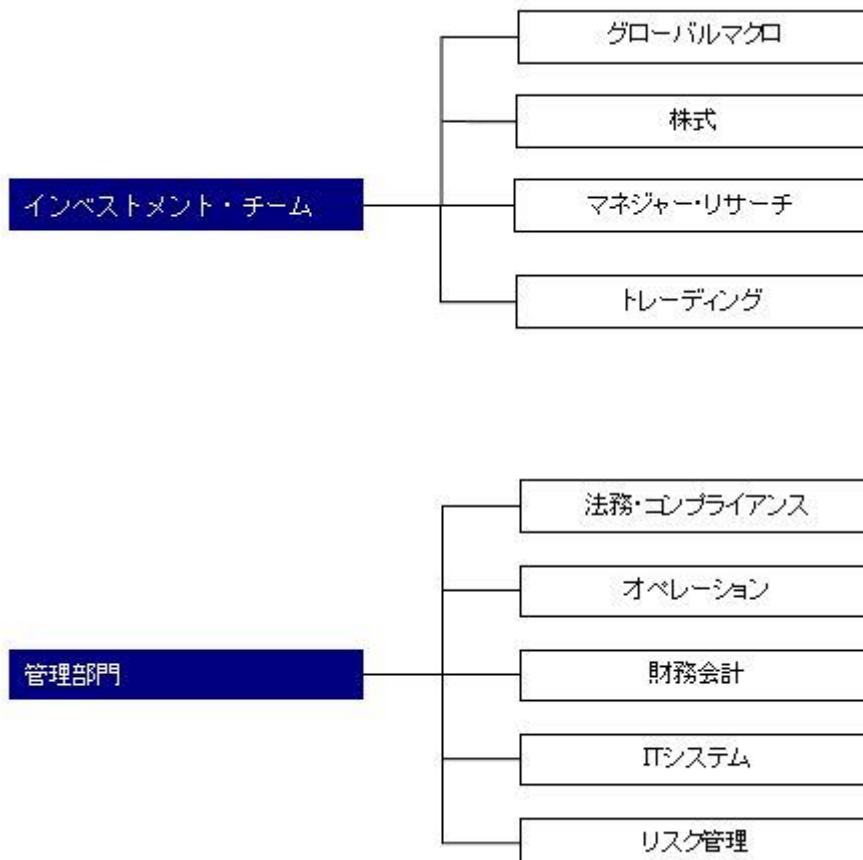 グローバルマクロ
株式
インベストメント・チーム
マネジャー・リサーチ
トレーディング
法務・コンプライアンス
オペレーション
管理部門
財務会計
ITシステム
リスク管理